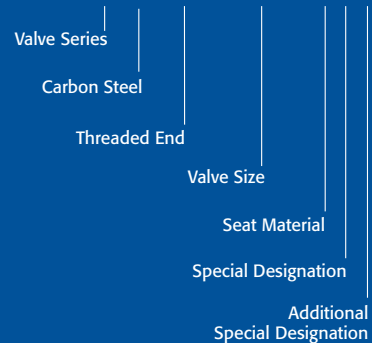 Valve Series
Carbon Steel
Threaded End
Valve Size
Seat Material
Special Designation
Additional
Special Designation